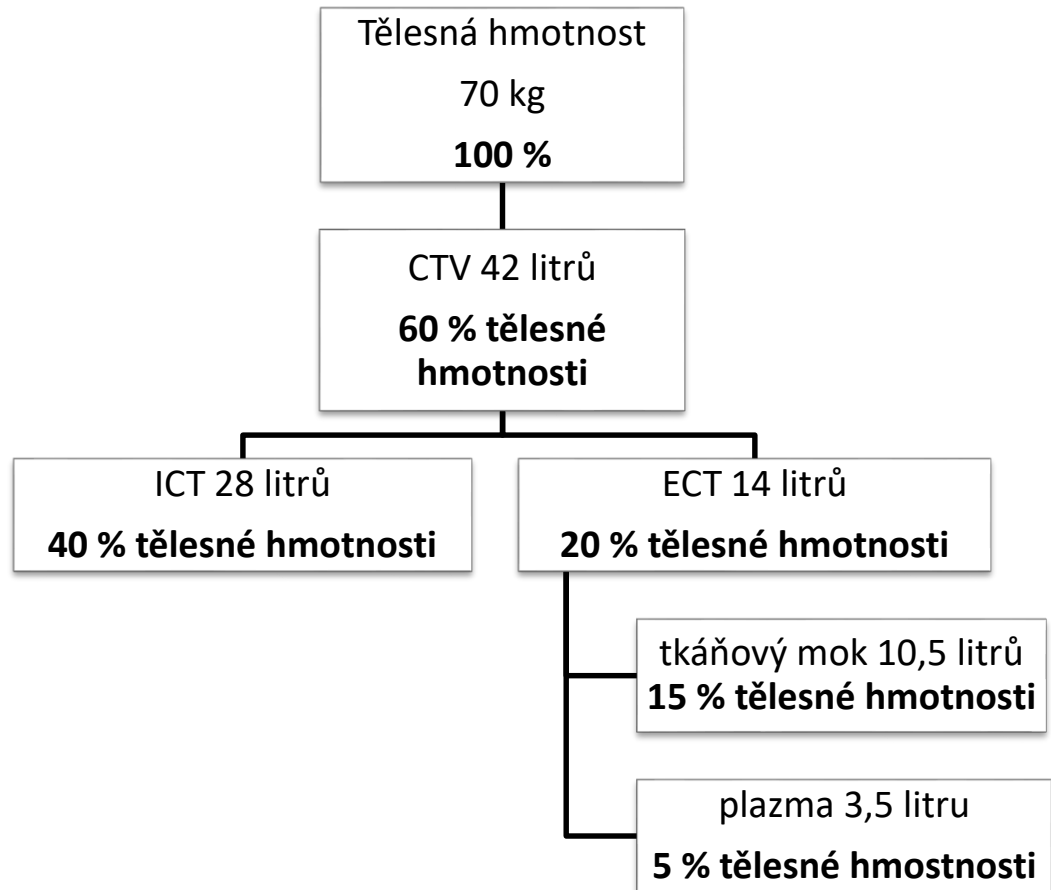 Tělesná hmotnost
70 kg
100 %
CTV 42 litrů
60 % tělesné
hmotnosti
ICT 28 litrů
40 % tělesné hmotnosti
ECT 14 litrů
20 % tělesné hmotnosti
tkáňový mok 10,5 litrů
15 % tělesné hmotnosti
plazma 3,5 litru
5 % tělesné hmostnosti